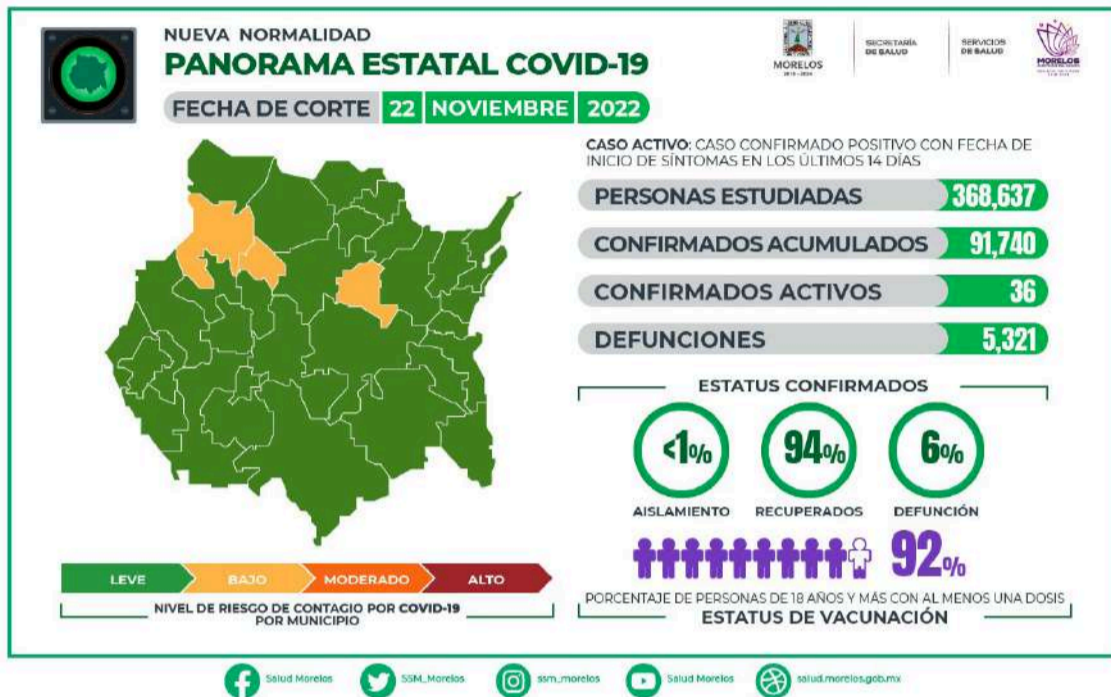 NUEVA NORMALIDAD
PANORAMA ESTATAL COVID-19
FECHA DE CORTE 22 NOVIEMBRE 2022
MORELOS
2018 - 2024
SECRETARÍA
DE SALUD
SERVICIOS
DE SALUD
MORELOS
CASO ACTIVO: CASO CONFIRMADO POSITIVO CON FECHA DE
INICIO DE SÍNTOMAS EN LOS ÚLTIMOS 14 DÍAS
PERSONAS ESTUDIADAS 368,637
CONFIRMADOS ACUMULADOS 91,740
CONFIRMADOS ACTIVOS 36
DEFUNCIONES 5,321
ESTATUS CONFIRMADOS
<1% 94% 6%
AISLAMIENTO RECUPERADOS DEFUNCIÓN
92%
PORCENTAJE DE PERSONAS DE 18 AÑOS Y MÁS CON AL MENOS UNA DOSIS
ESTATUS DE VACUNACIÓN
LEVE BAJO MODERADO ALTO
NIVEL DE RIESGO DE CONTAGIO POR COVID-19
POR MUNICIPIO
Salud Morelos SSM_Morelos ssm_morelos Salud Morelos salud.morelos.gob.mx